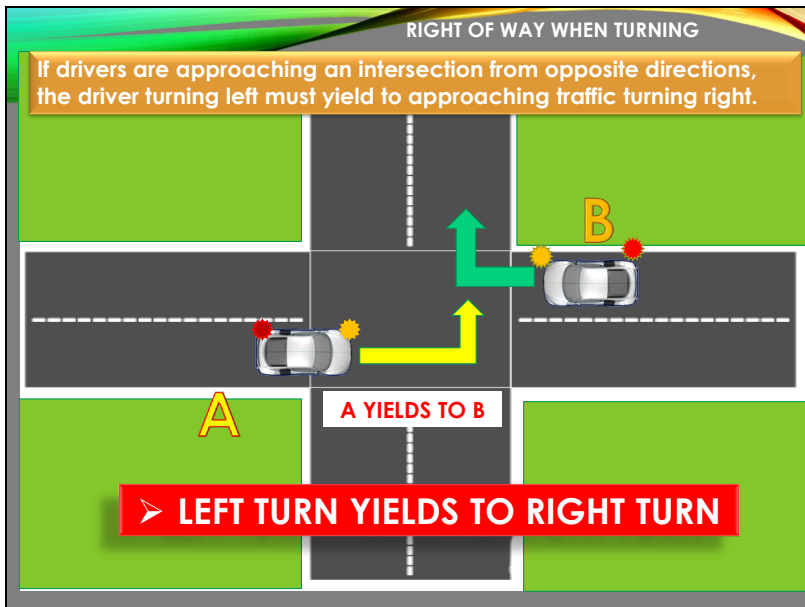 RIGHT OF WAY WHEN TURNING
If drivers are approaching an intersection from opposite directions,
the driver turning left must yield to approaching traffic turning right.
B
A
A YIELDS TO B
➢ LEFT TURN YIELDS TO RIGHT TURN